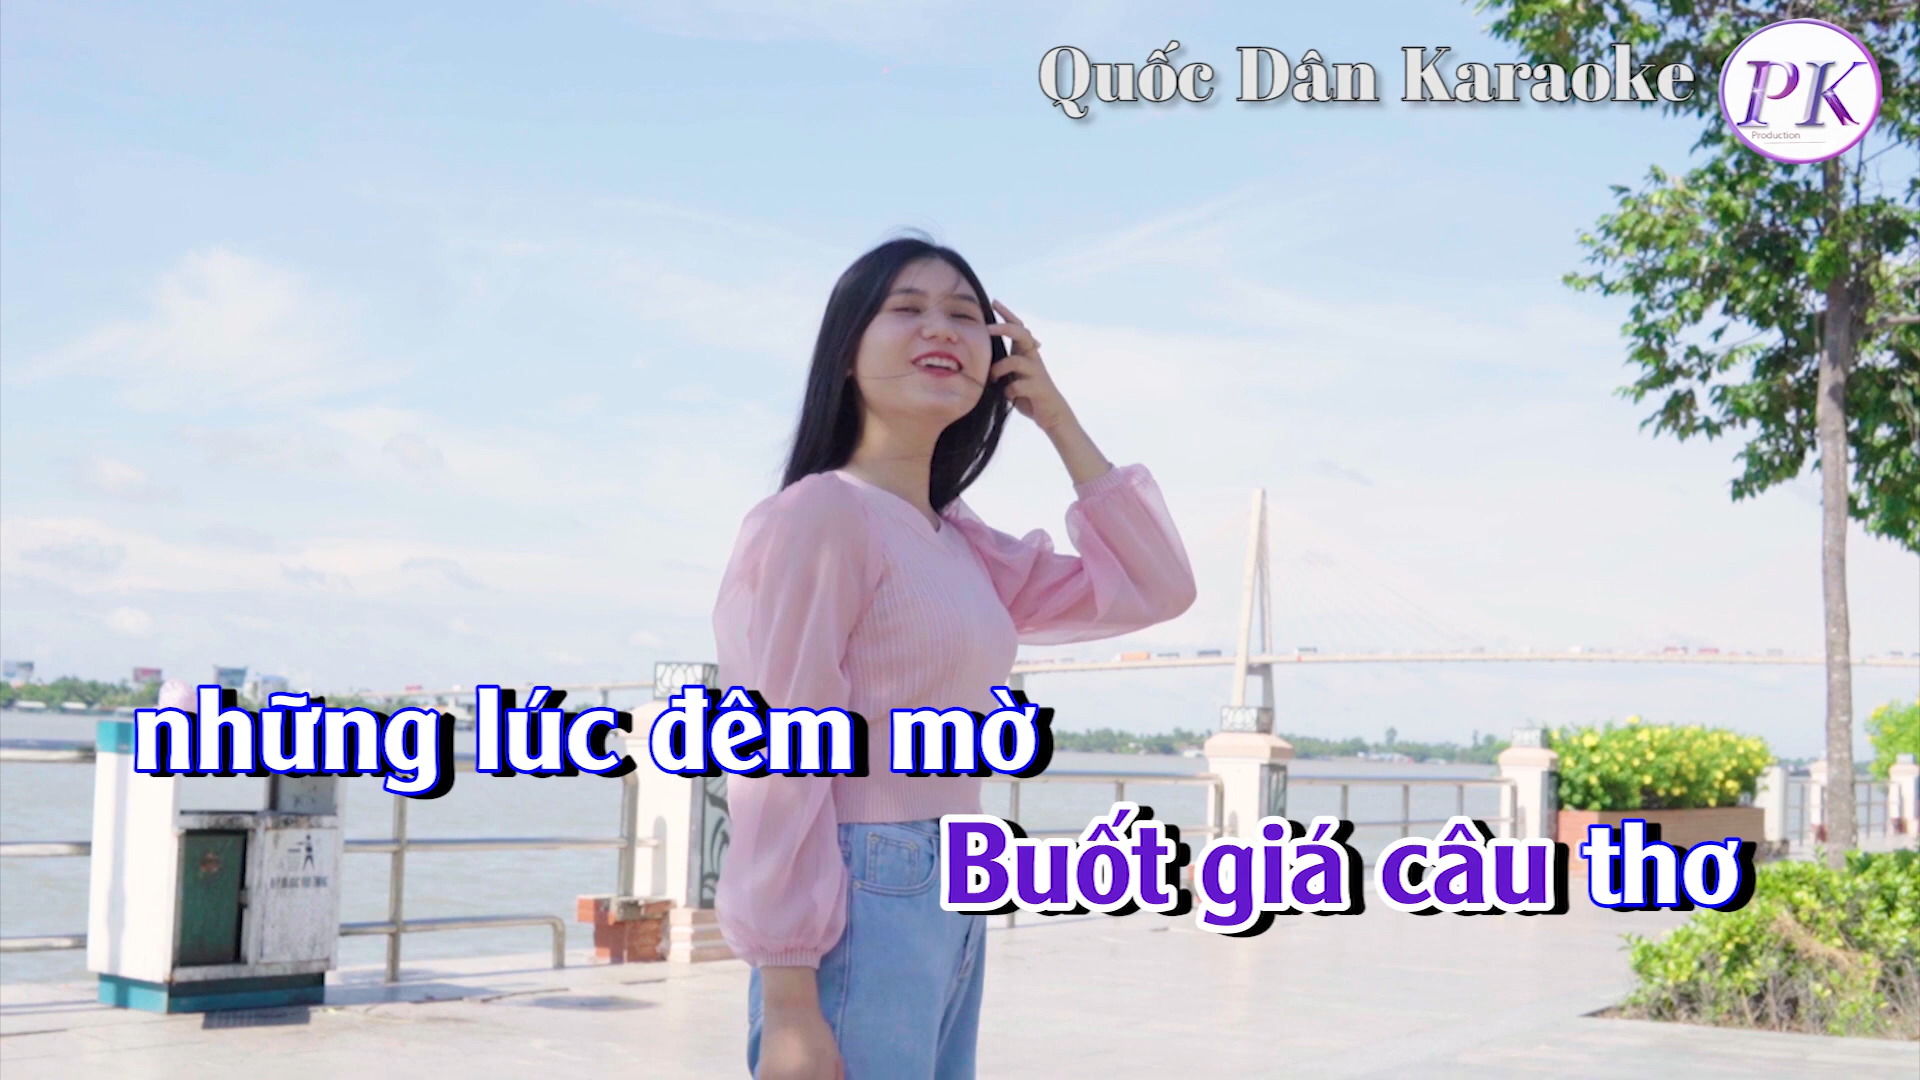 Quốc Dân Karaoke
PK
Production
những lúc đêm mờ
Buốt giá câu thơ